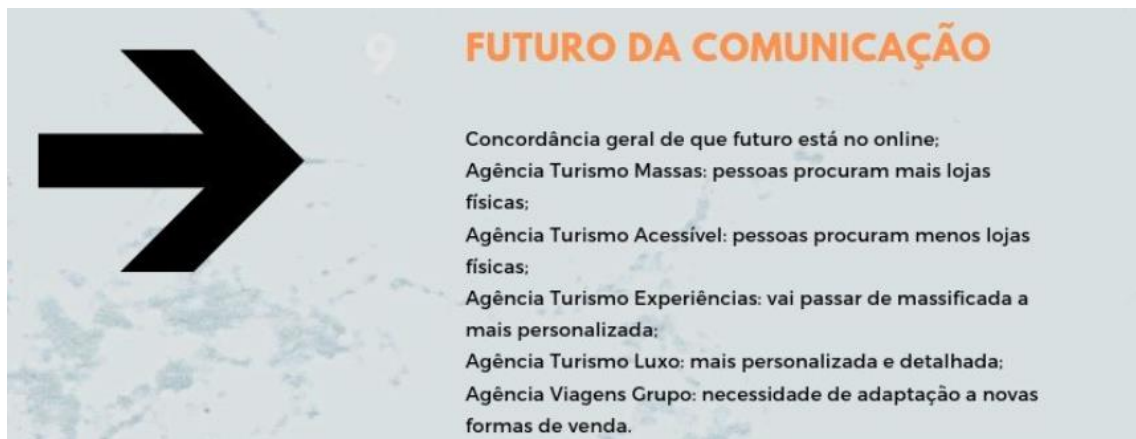 9
FUTURO DA COMUNICAÇÃO
Concordância geral de que futuro está no online;
Agência Turismo Massas: pessoas procuram mais lojas
físicas;
Agência Turismo Acessível: pessoas procuram menos lojas
físicas;
Agência Turismo Experiências: vai passar de massificada a
mais personalizada;
Agência Turismo Luxo: mais personalizada e detalhada;
Agência Viagens Grupo: necessidade de adaptação a novas
formas de venda.